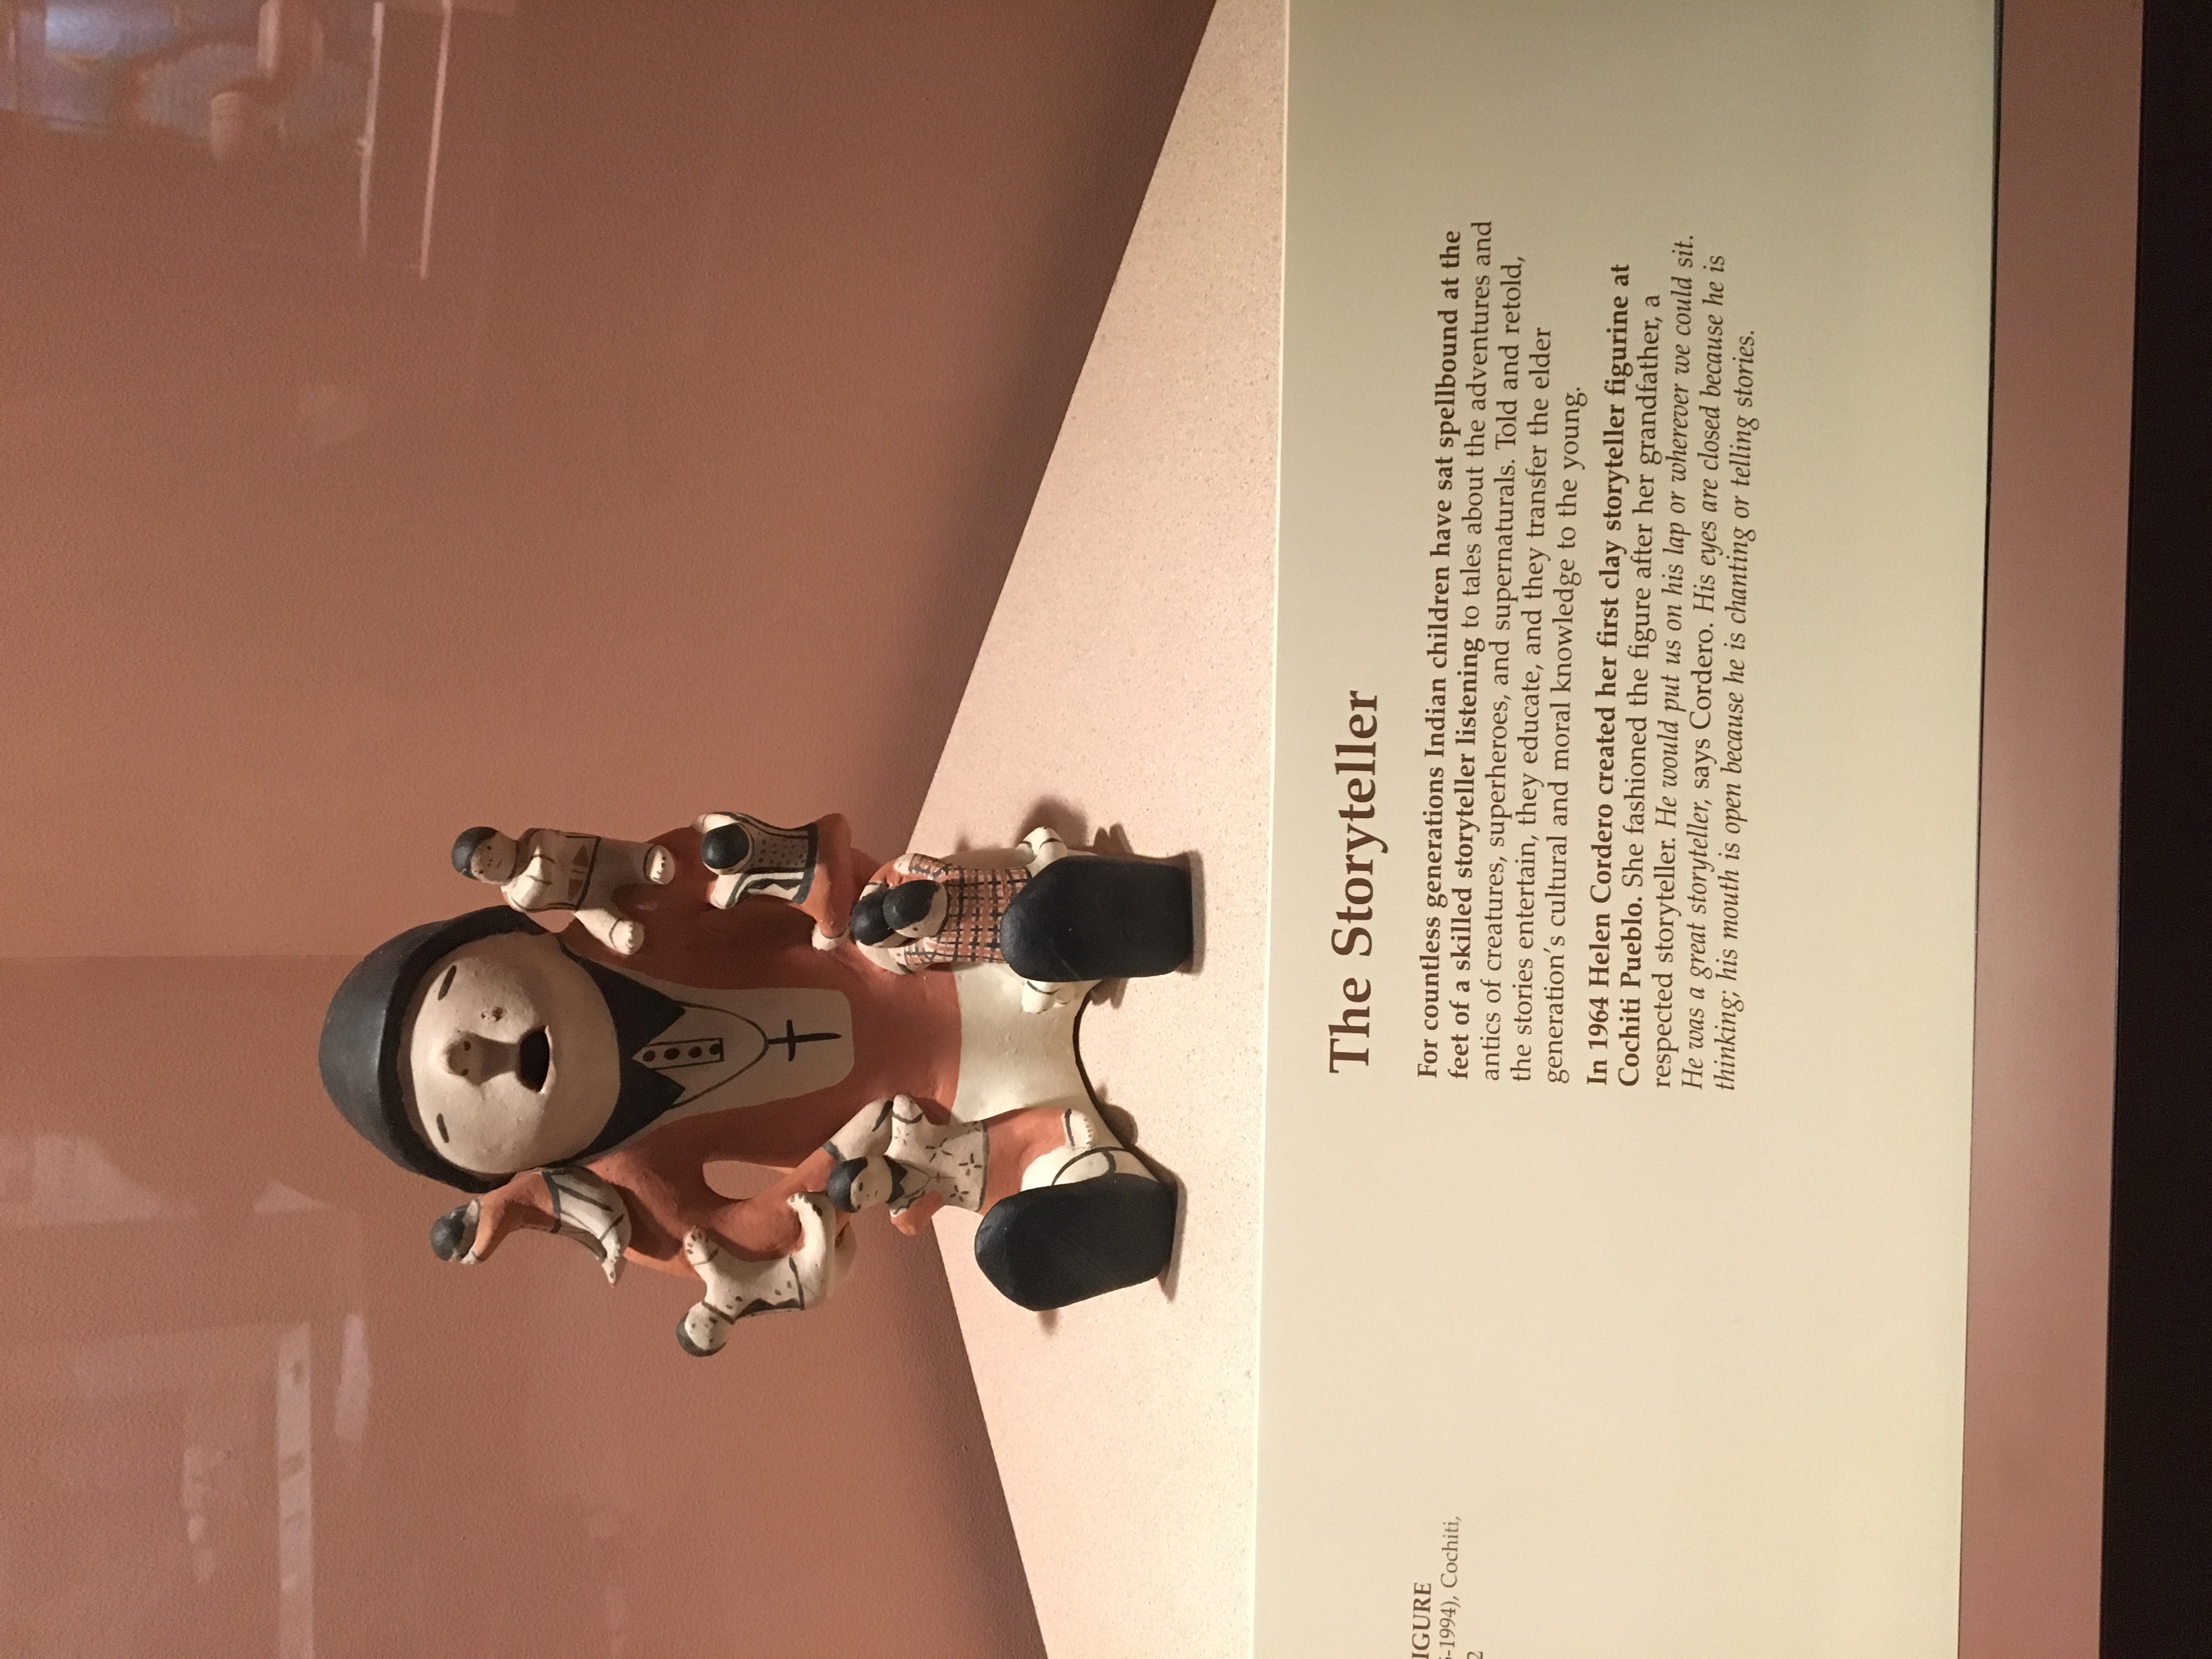 IGURE
-1994), Cochiti,
2
The Storyteller
For countless generations Indian children have sat spellbound at the
feet of a skilled storyteller listening to tales about the adventures and
antics of creatures, superheroes, and supernaturals. Told and retold,
the stories entertain, they educate, and they transfer the elder
generation's cultural and moral knowledge to the young.
In 1964 Helen Cordero created her first clay storyteller figurine at
Cochiti Pueblo. She fashioned the figure after her grandfather, a
respected storyteller. He would put us on his lap or wherever we could sit.
He was a great storyteller, says Cordero. His eyes are closed because he is
thinking; his mouth is open because he is chanting or telling stories.